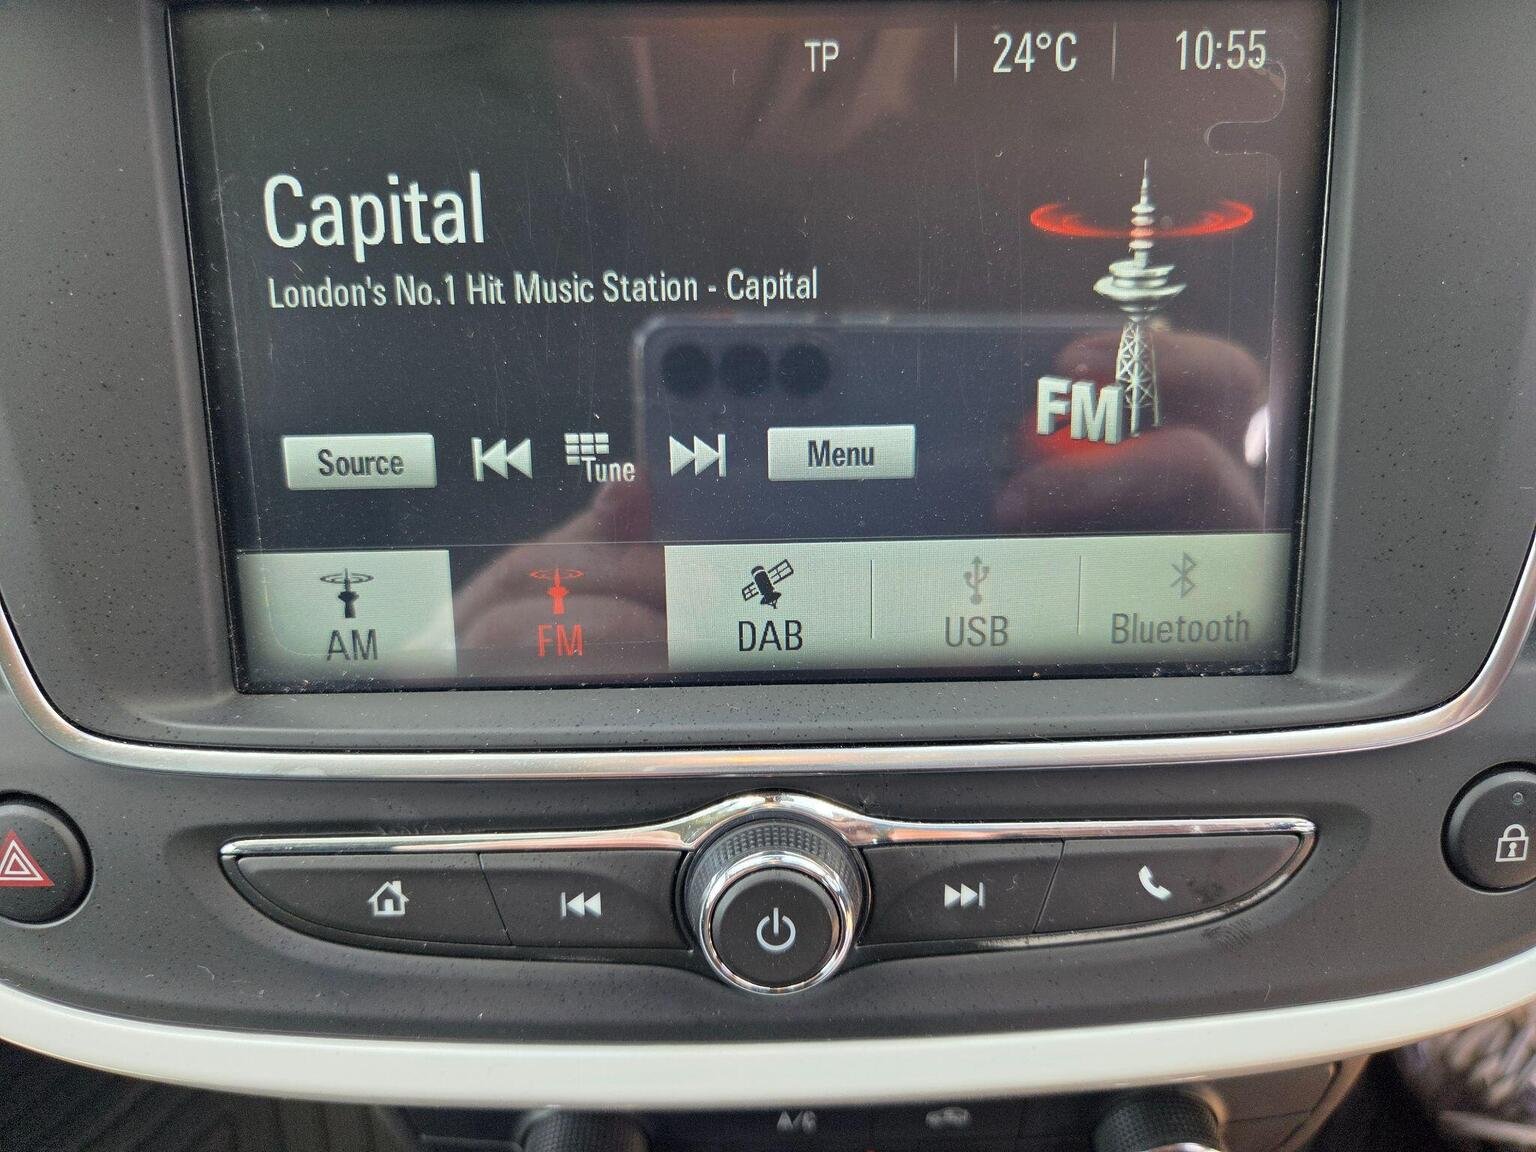 TP 24°C 10:55
Capital
London's No.1 Hit Music Station - Capital
FM
Source Tune Menu
AM FM DAB USB Bluetooth
A/C